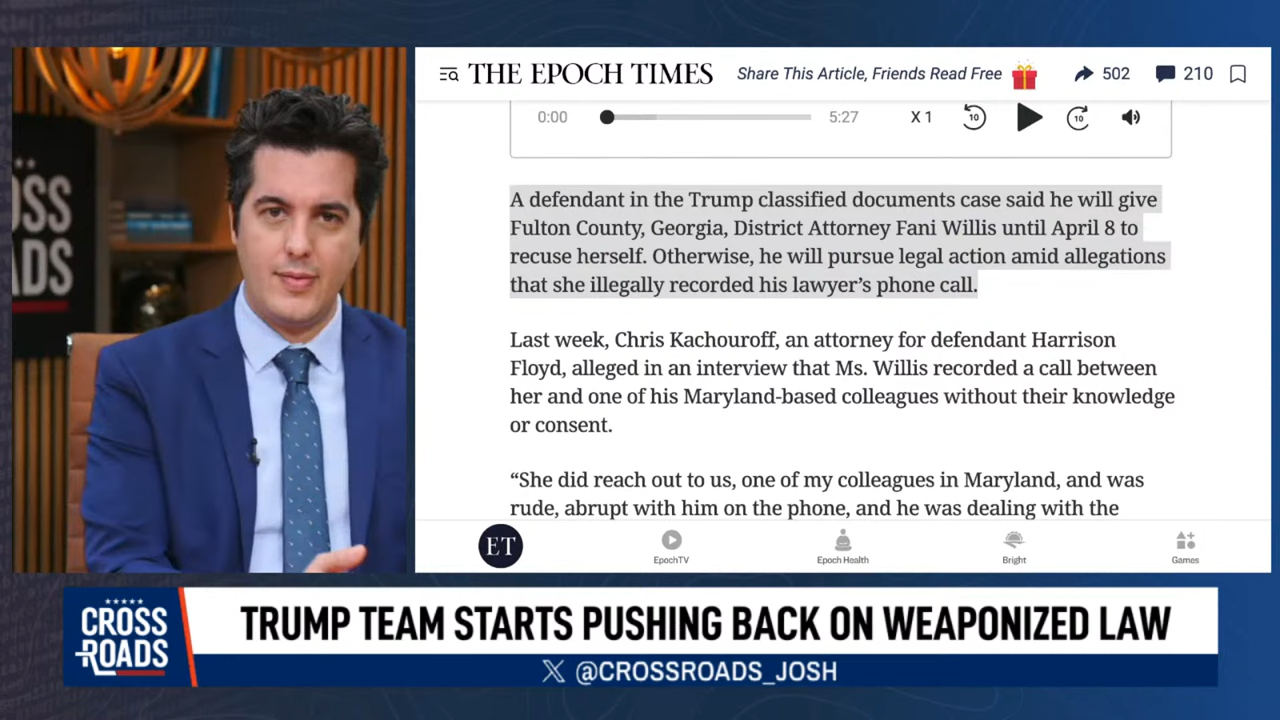 OSS
ADS
THE EPOCH TIMES
Share This Article, Friends Read Free
502
210
0:00
5:27
X 1
10
10
A defendant in the Trump classified documents case said he will give
Fulton County, Georgia, District Attorney Fani Willis until April 8 to
recuse herself. Otherwise, he will pursue legal action amid allegations
that she illegally recorded his lawyer’s phone call.
Last week, Chris Kachouroff, an attorney for defendant Harrison
Floyd, alleged in an interview that Ms. Willis recorded a call between
her and one of his Maryland-based colleagues without their knowledge
or consent.
“She did reach out to us, one of my colleagues in Maryland, and was
rude, abrupt with him on the phone, and he was dealing with the
ET
EpochTV
Epoch Health
Bright
Games
CROSS
ROADS
TRUMP TEAM STARTS PUSHING BACK ON WEAPONIZED LAW
X @CROSSROADS_JOSH